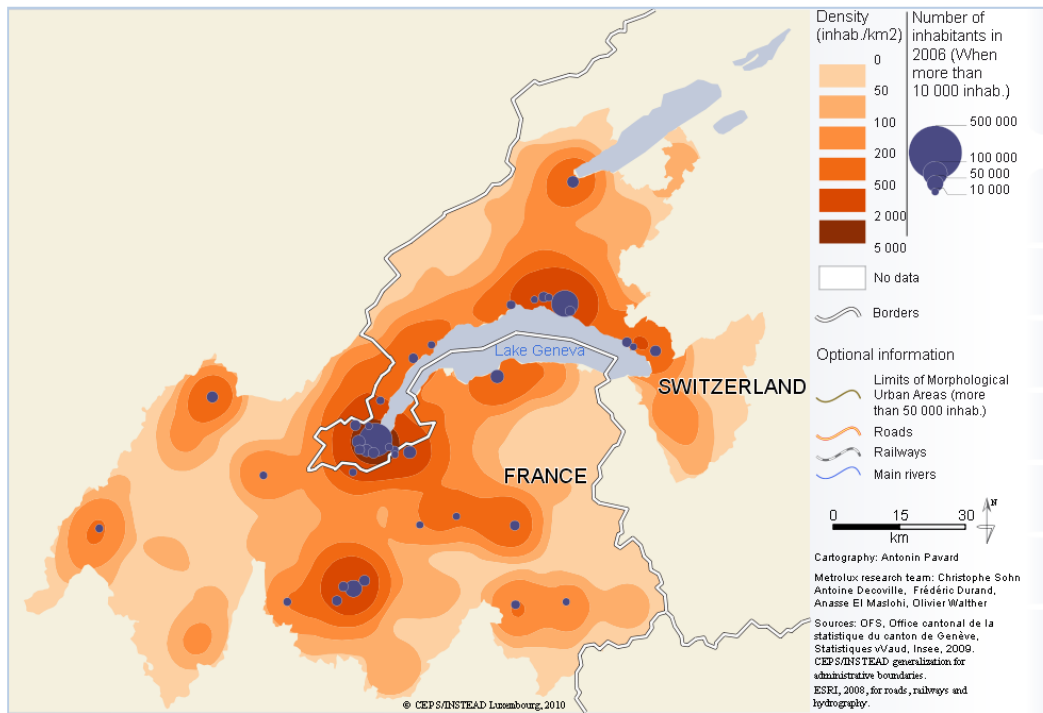 Density
(inhab./km2)
0
50
100
200
500
2 000
5 000
Number of
inhabitants in
2006 (When
more than
10 000 inhab.)
500 000
100 000
50 000
10 000
No data
Borders
Optional information
Limits of Morphological
Urban Areas (more
than 50 000 inhab.)
Roads
Railways
Main rivers
0 15 30
km
N
Cartography: Antonin Pavard
Metrolux research team: Christophe Sohn
Antoine Decoville, Frédéric Durand,
Anasse El Maslohi, Olivier Walther
Sources: OFS, Office cantonal de la
statistique du canton de Genève,
Statistiques vVaud, Insee, 2009.
CEPS/INSTEAD generalization for
administrative boundaries.
ESRI, 2008, for roads, railways and
hydrography.
Lake Geneva
SWITZERLAND
FRANCE
© CEPS/INSTEAD Luxembourg, 2010